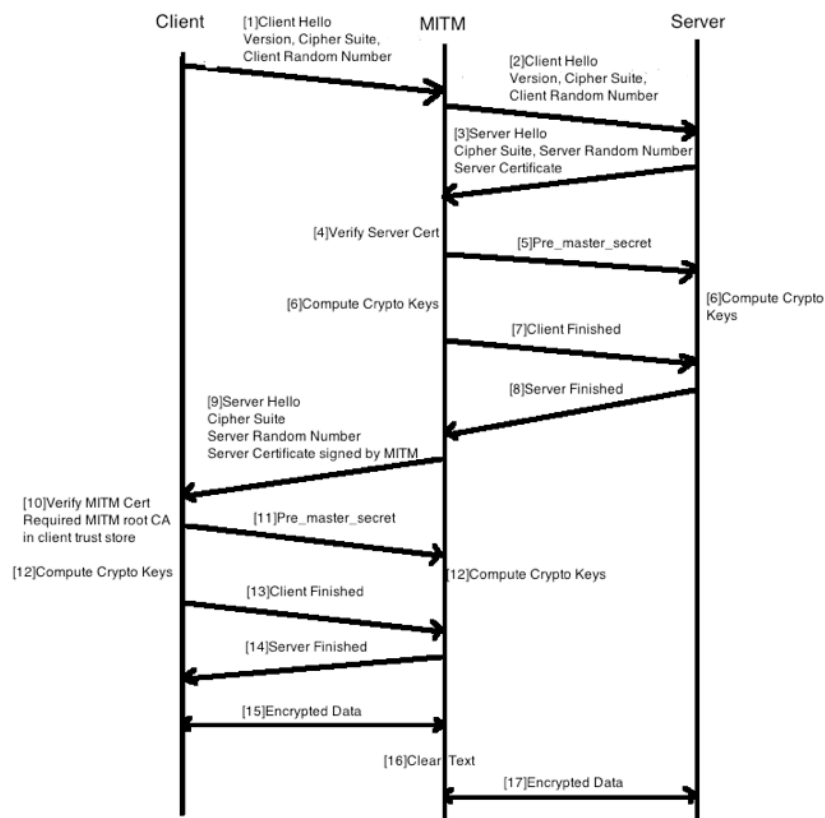 Client
MITM
Server
[1]Client Hello
Version, Cipher Suite,
Client Random Number
[2]Client Hello
Version, Cipher Suite,
Client Random Number
[3]Server Hello
Cipher Suite, Server Random Number
Server Certificate
[4]Verify Server Cert
[5]Pre_master_secret
[6]Compute Crypto Keys
[6]Compute Crypto
Keys
[7]Client Finished
[8]Server Finished
[9]Server Hello
Cipher Suite
Server Random Number
Server Certificate signed by MITM
[10]Verify MITM Cert
Required MITM root CA
in client trust store
[11]Pre_master_secret
[12]Compute Crypto Keys
[12]Compute Crypto Keys
[13]Client Finished
[14]Server Finished
[15]Encrypted Data
[16]Clear Text
[17]Encrypted Data